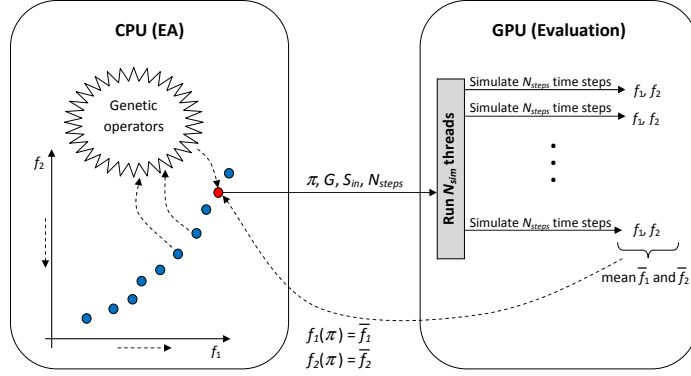 CPU (EA)
Genetic
operators
f₂
f₁
π, G, Sᵢₙ, Nₛₜₑₚₛ
f₁(π) = f̅₁
f₂(π) = f̅₂
GPU (Evaluation)
Run Nₛᵢₘ threads
Simulate Nₛₜₑₚₛ time steps
f₁, f₂
Simulate Nₛₜₑₚₛ time steps
f₁, f₂
Simulate Nₛₜₑₚₛ time steps
f₁, f₂
mean f̅₁ and f̅₂